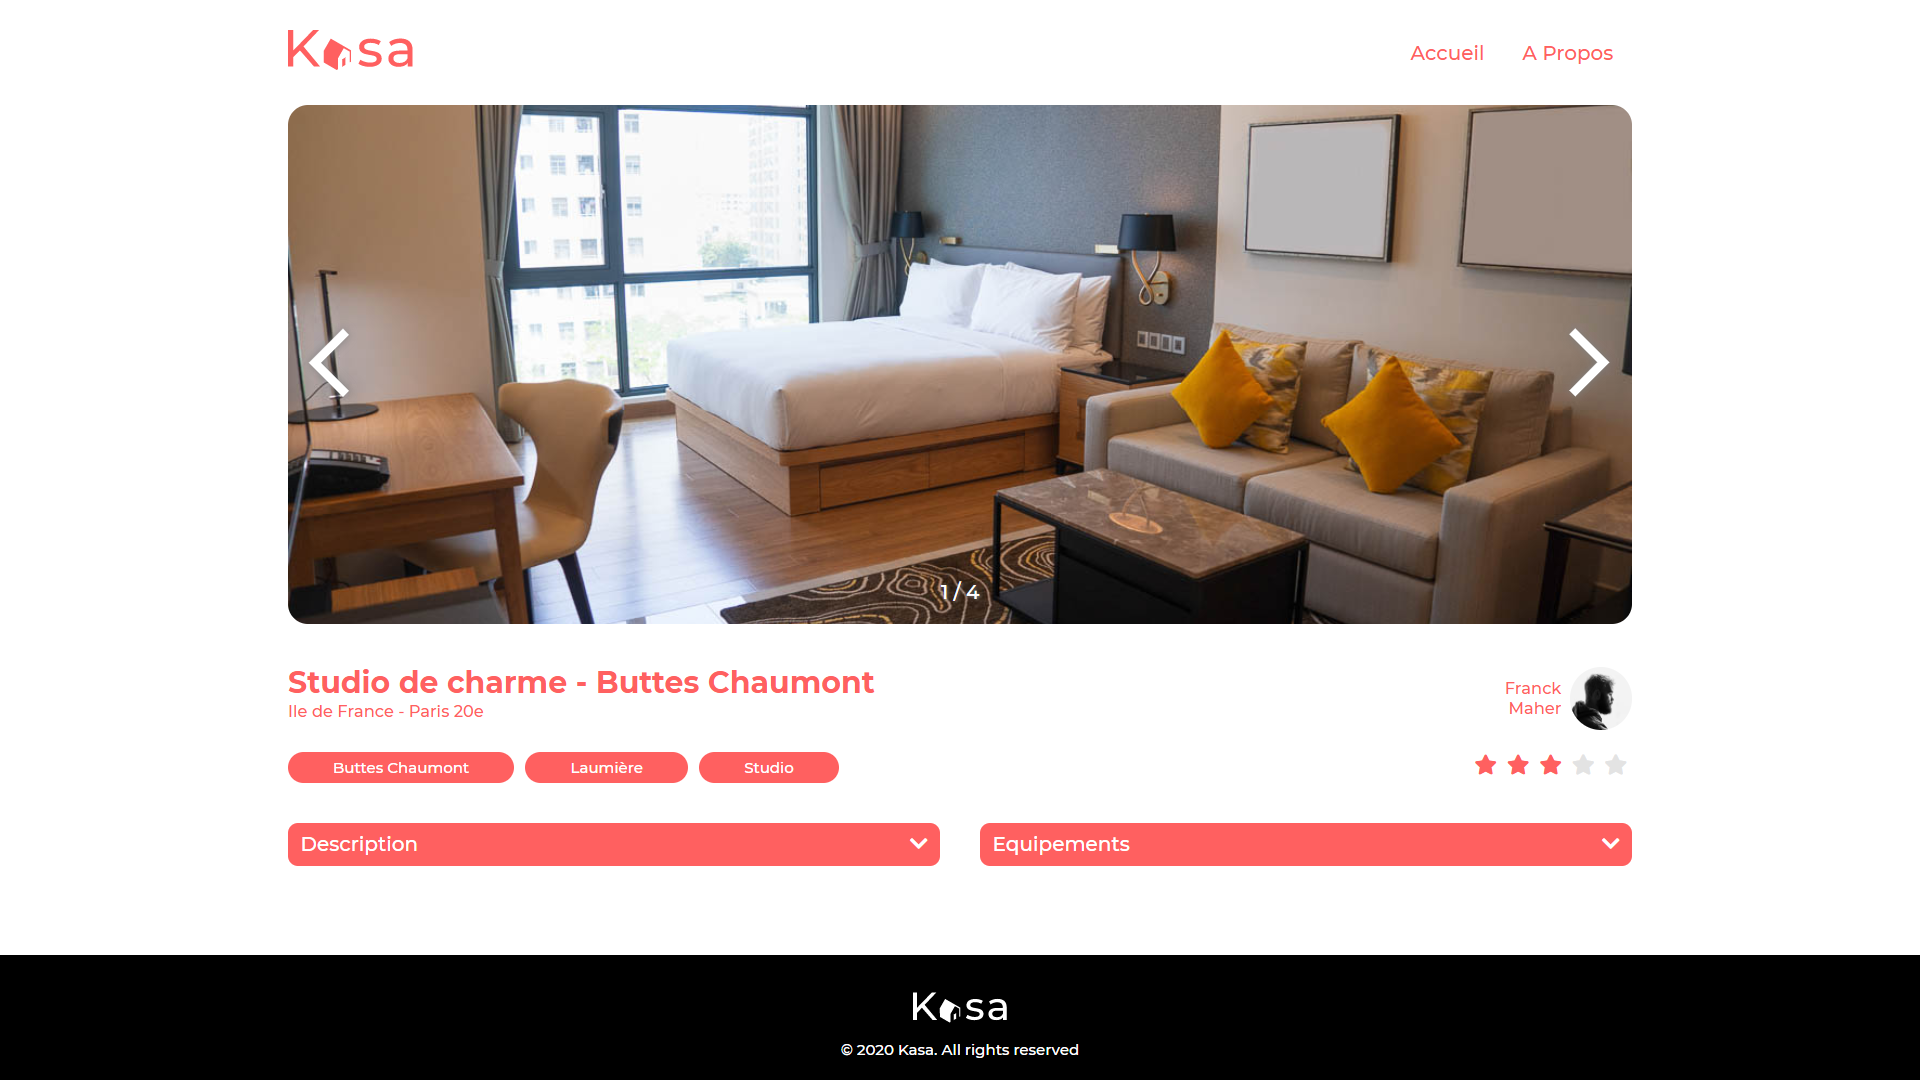 Kasa
Accueil
A Propos
1 / 4
Studio de charme - Buttes Chaumont
Ile de France - Paris 20e
Franck
Maher
Buttes Chaumont
Laumière
Studio
Description
Equipements
Kasa
© 2020 Kasa. All rights reserved